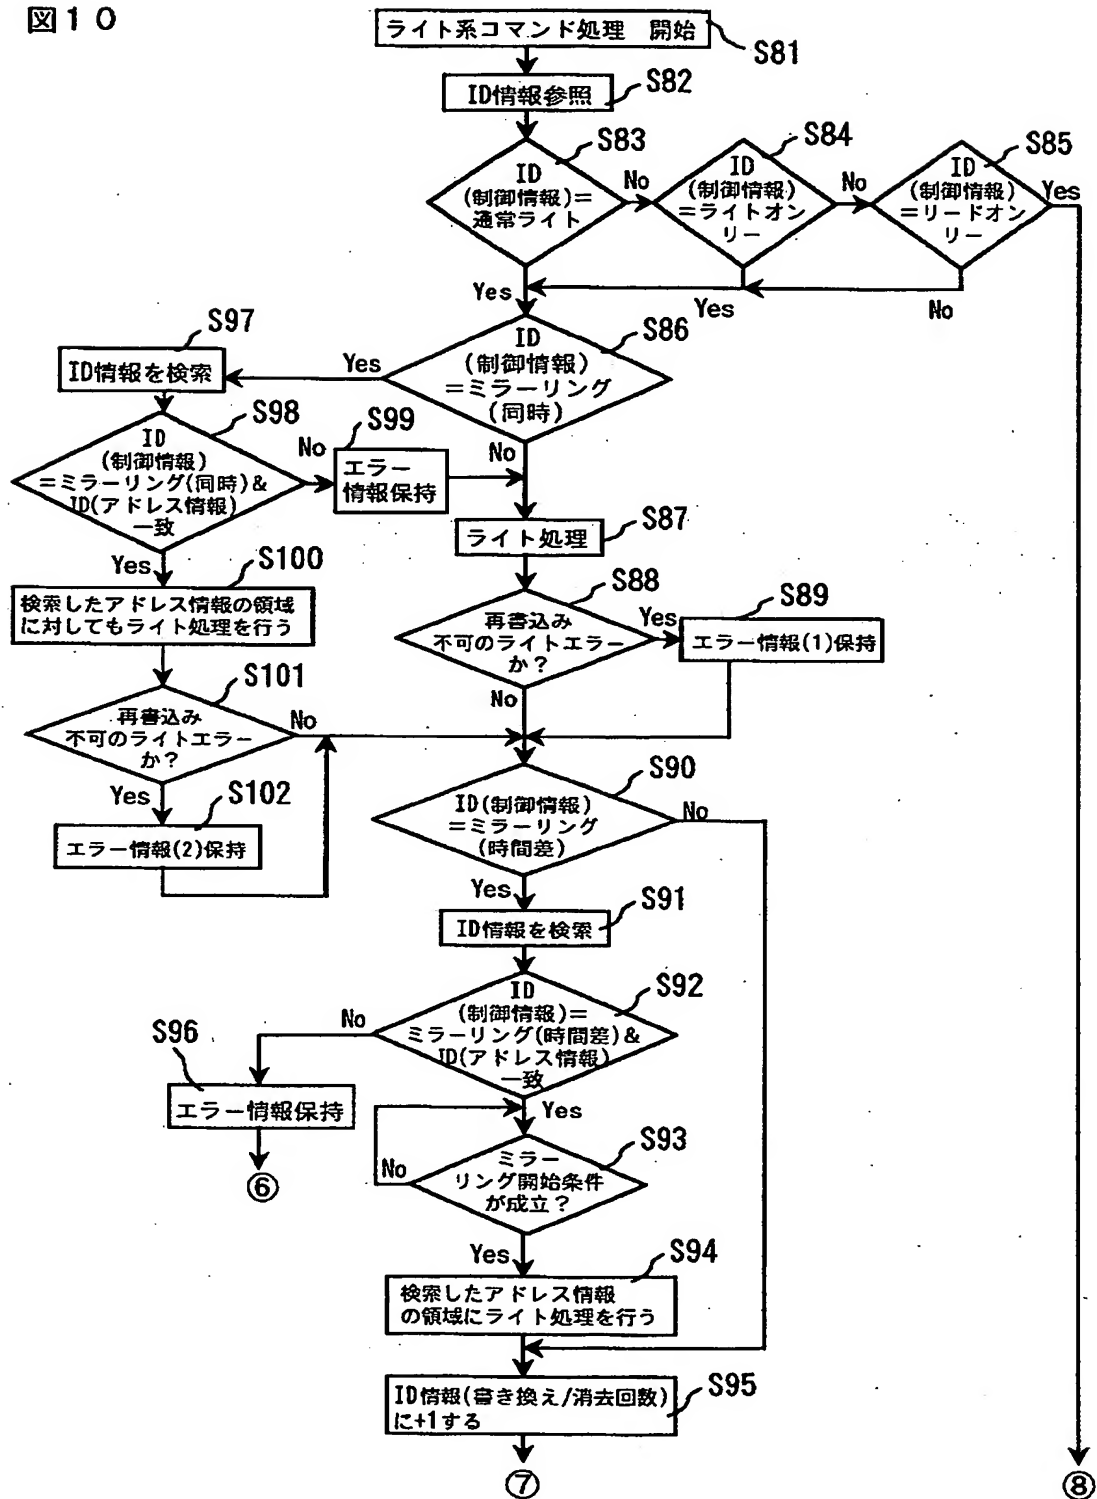 図10
ライト系コマンド処理 開始
S81
ID情報参照
S82
ID
(制御情報)=
通常ライト
S83
No
ID
(制御情報)
=ライトオン
リー
S84
No
ID
(制御情報)
=リードオン
リー
S85
Yes
Yes
Yes
No
ID
(制御情報)
=ミラーリング
(同時)
S86
Yes
No
S97
ID情報を検索
S98
ID
(制御情報)
=ミラーリング(同時)&
ID(アドレス情報)
一致
No
S99
エラー
情報保持
Yes
S100
検索したアドレス情報の領域
に対してもライト処理を行う
S101
再書込み
不可のライトエラー
か?
No
Yes
S102
エラー情報(2)保持
S87
ライト処理
S88
再書込み
不可のライトエラー
か?
Yes
S89
エラー情報(1)保持
No
S90
ID(制御情報)
=ミラーリング
(時間差)
No
Yes
S91
ID情報を検索
S92
ID
(制御情報)=
ミラーリング(時間差)&
ID(アドレス情報)
一致
No
S96
エラー情報保持
⑥
Yes
S93
ミラー
リング開始条件
が成立?
No
Yes
S94
検索したアドレス情報
の領域にライト処理を行う
S95
ID情報(書き換え/消去回数)
に+1する
⑦
⑧